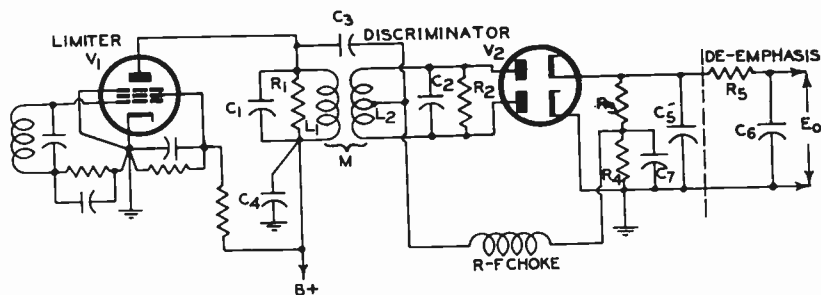 LIMITER
V1
C3
DISCRIMINATOR
V2
DE-EMPHASIS
C1
R1
L1
M
L2
C2
R2
R3
R4
C5
C7
R5
C6
Eo
C4
R-F CHOKE
B+